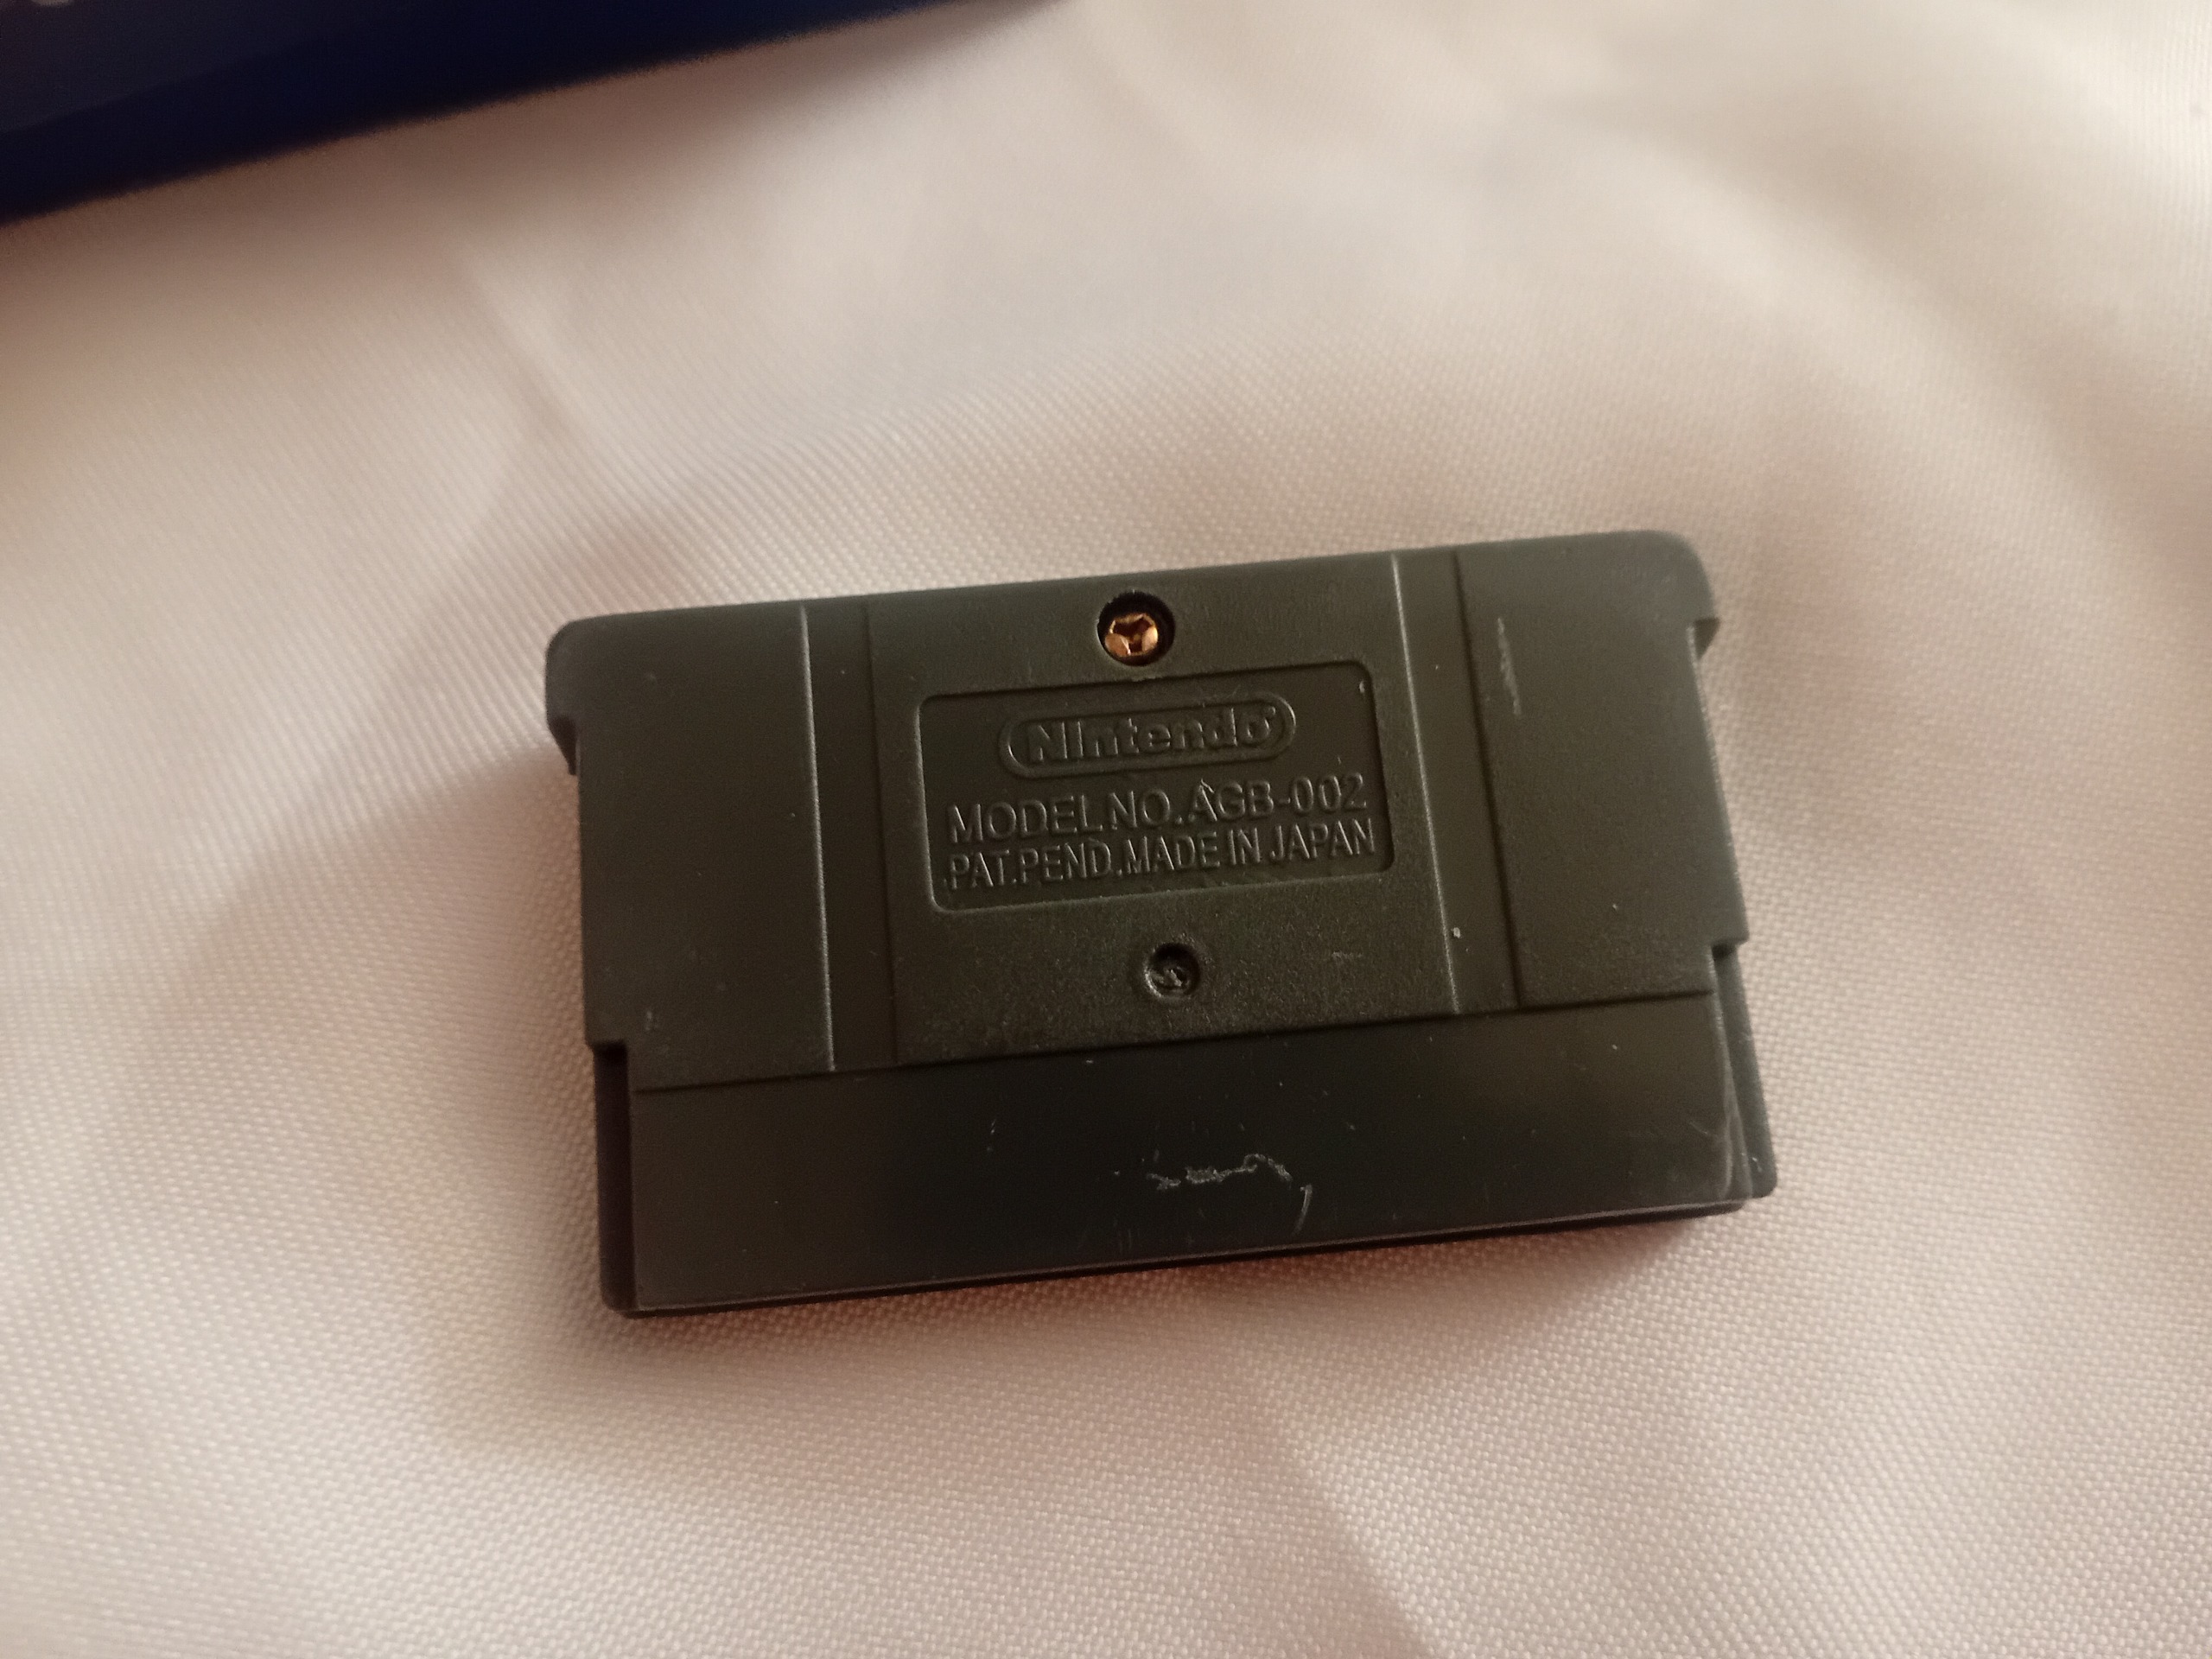 Nintendo
MODEL NO.AGB-002
PAT.PEND.MADE IN JAPAN